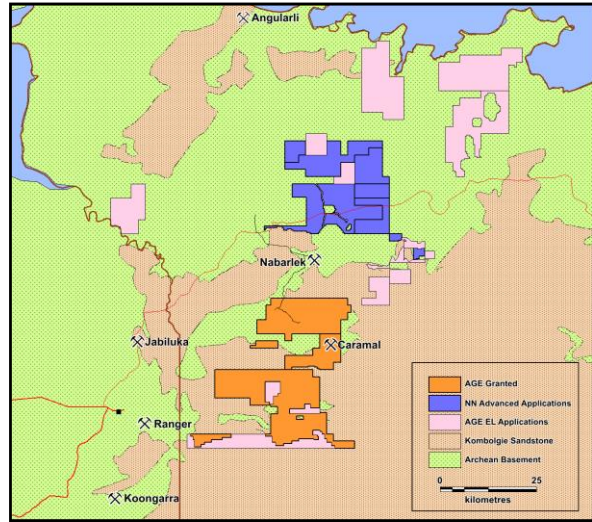 Angularli
Nabarlek
Jabiluka
Caramal
Ranger
Koongarra
AGE Granted
NN Advanced Applications
AGE EL Applications
Kombolgie Sandstone
Archean Basement
0 25
kilometres